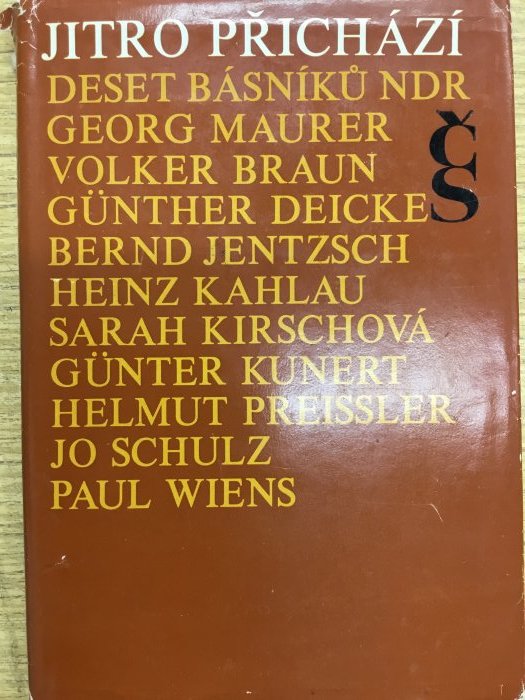 JITRO PŘICHÁZÍ
DESET BÁSNÍKŮ NDR
GEORG MAURER
VOLKER BRAUN
GÜNTHER DEICKE
BERND JENTZSCH
HEINZ KAHLAU
SARAH KIRSCHOVÁ
GÜNTER KUNERT
HELMUT PREISSLER
JO SCHULZ
PAUL WIENS
Č
S